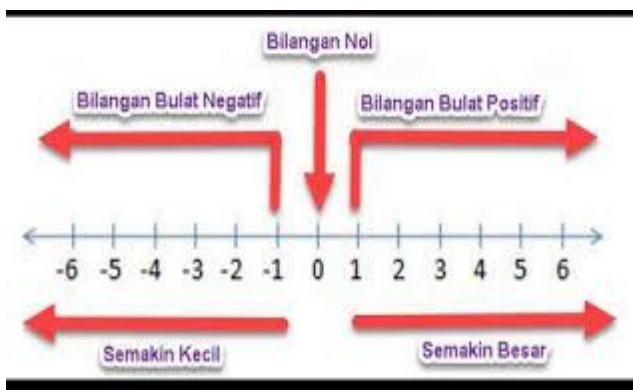 Bilangan Nol
Bilangan Bulat Negatif
Bilangan Bulat Positif
-6 -5 -4 -3 -2 -1 0 1 2 3 4 5 6
Semakin Kecil
Semakin Besar